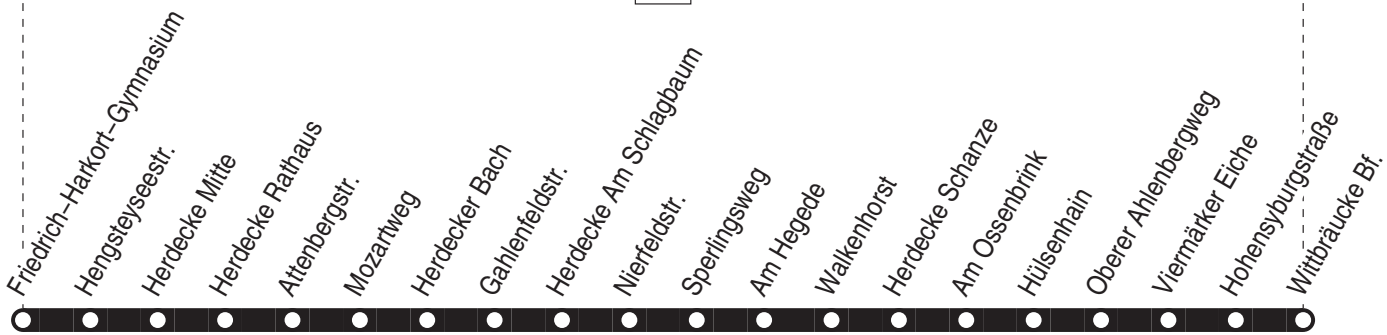 Friedrich–Harkort–Gymnasium
Hengsteyseestr.
Herdecke Mitte
Herdecke Rathaus
Attenbergstr.
Mozartweg
Herdecker Bach
Gahlenfeldstr.
Herdecke Am Schlagbaum
Nierfeldstr.
Sperlingsweg
Am Hegede
Walkenhorst
Herdecke Schanze
Am Ossenbrink
Hülsenhain
Oberer Ahlenbergweg
Viermärker Eiche
Hohensyburgstraße
Wittbräucke Bf.